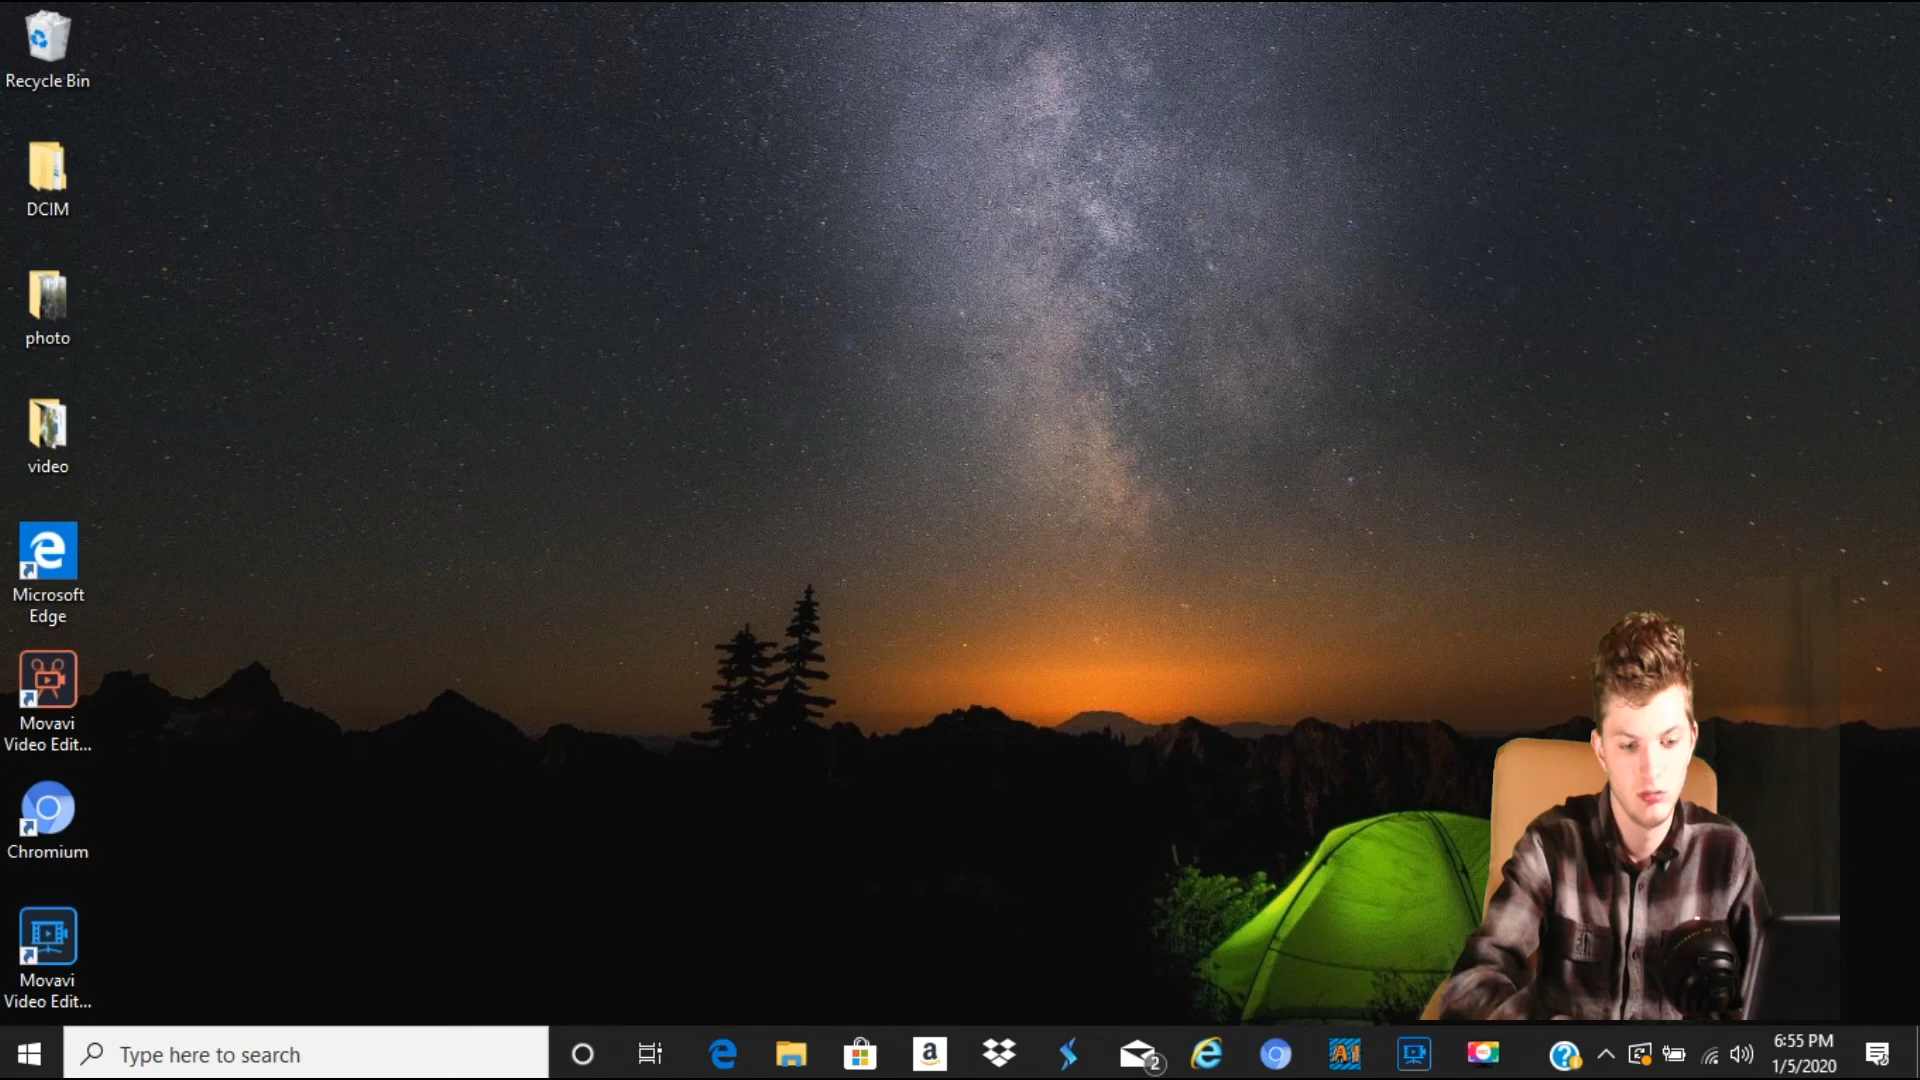 Recycle Bin
DCIM
photo
video
Microsoft
Edge
Movavi
Video Edit...
Chromium
Movavi
Video Edit...
Type here to search
a
2
A1
6:55 PM
1/5/2020